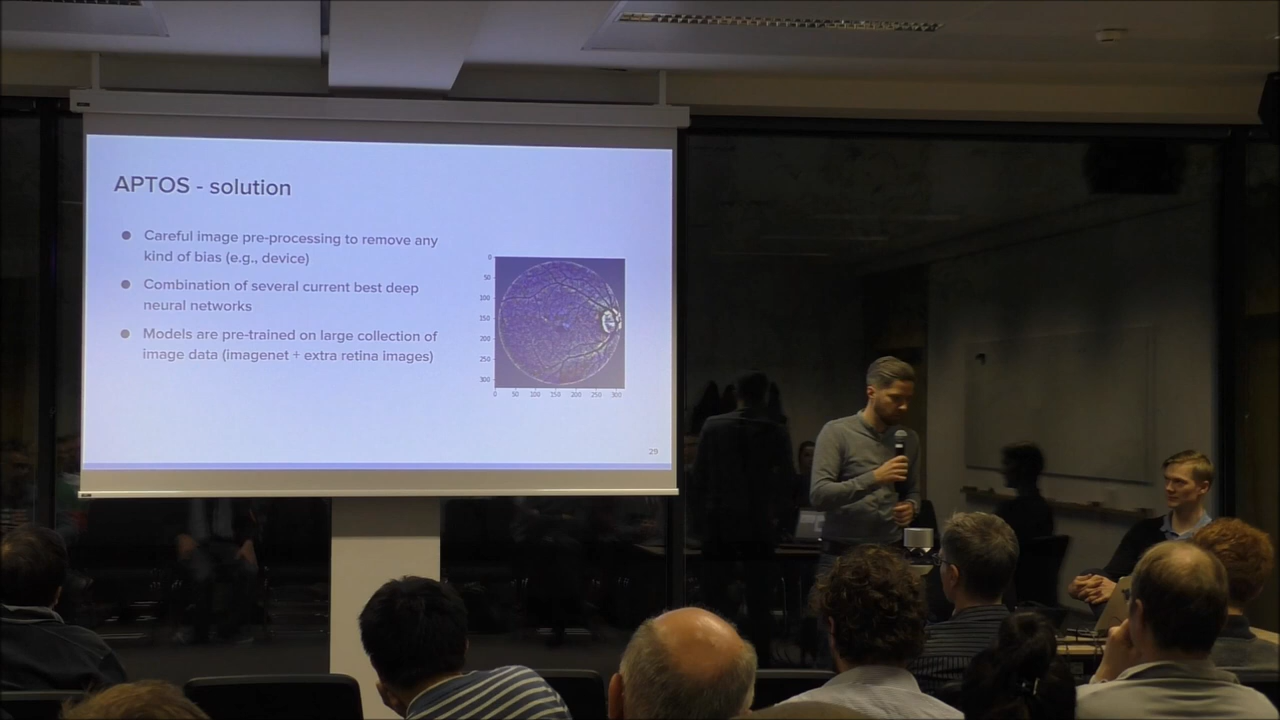 APTOS - solution
● Careful image pre-processing to remove any
kind of bias (e.g., device)
● Combination of several current best deep
neural networks
● Models are pre-trained on large collection of
image data (imagenet + extra retina images)
0
50
100
150
200
250
300
0 50 100 150 200 250 300
29